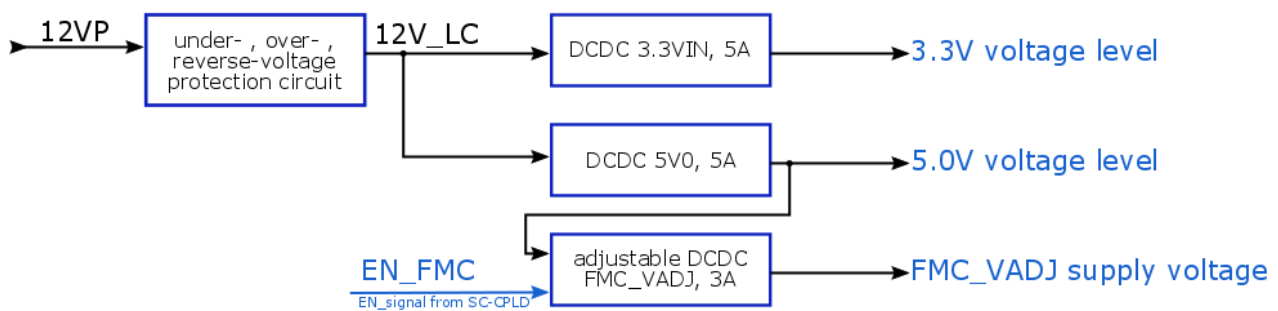 12VP
under- , over- ,
reverse-voltage
protection circuit
12V_LC
DCDC 3.3VIN, 5A
3.3V voltage level
DCDC 5V0, 5A
5.0V voltage level
EN_FMC
EN_signal from SC-CPLD
adjustable DCDC
FMC_VADJ, 3A
FMC_VADJ supply voltage